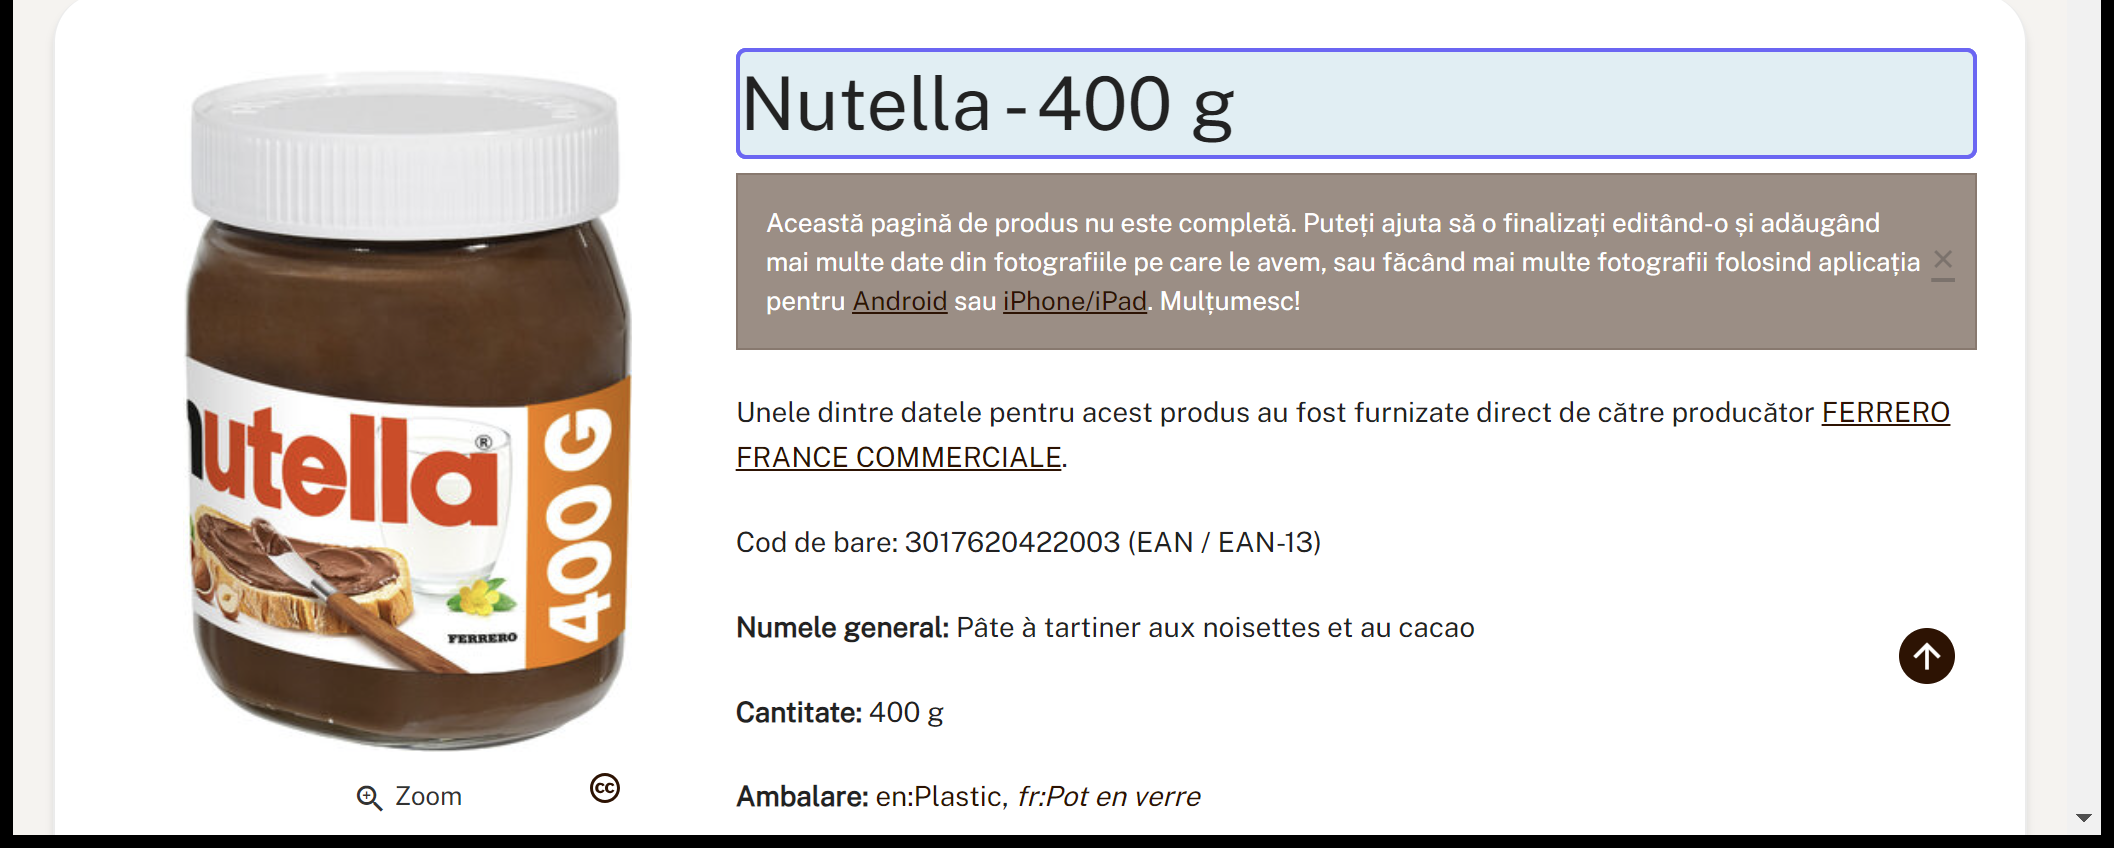 Nutella - 400 g
Această pagină de produs nu este completă. Puteți ajuta să o finalizați editând-o și adăugând
mai multe date din fotografiile pe care le avem, sau făcând mai multe fotografii folosind aplicația
pentru Android sau iPhone/iPad. Mulțumesc!
×
Unele dintre datele pentru acest produs au fost furnizate direct de către producător FERRERO
FRANCE COMMERCIALE.
Cod de bare: 3017620422003 (EAN / EAN-13)
Numele general: Pâte à tartiner aux noisettes et au cacao
Cantitate: 400 g
Ambalare: en:Plastic, fr:Pot en verre
nutella ®
400 G
FERRERO
Zoom
cc